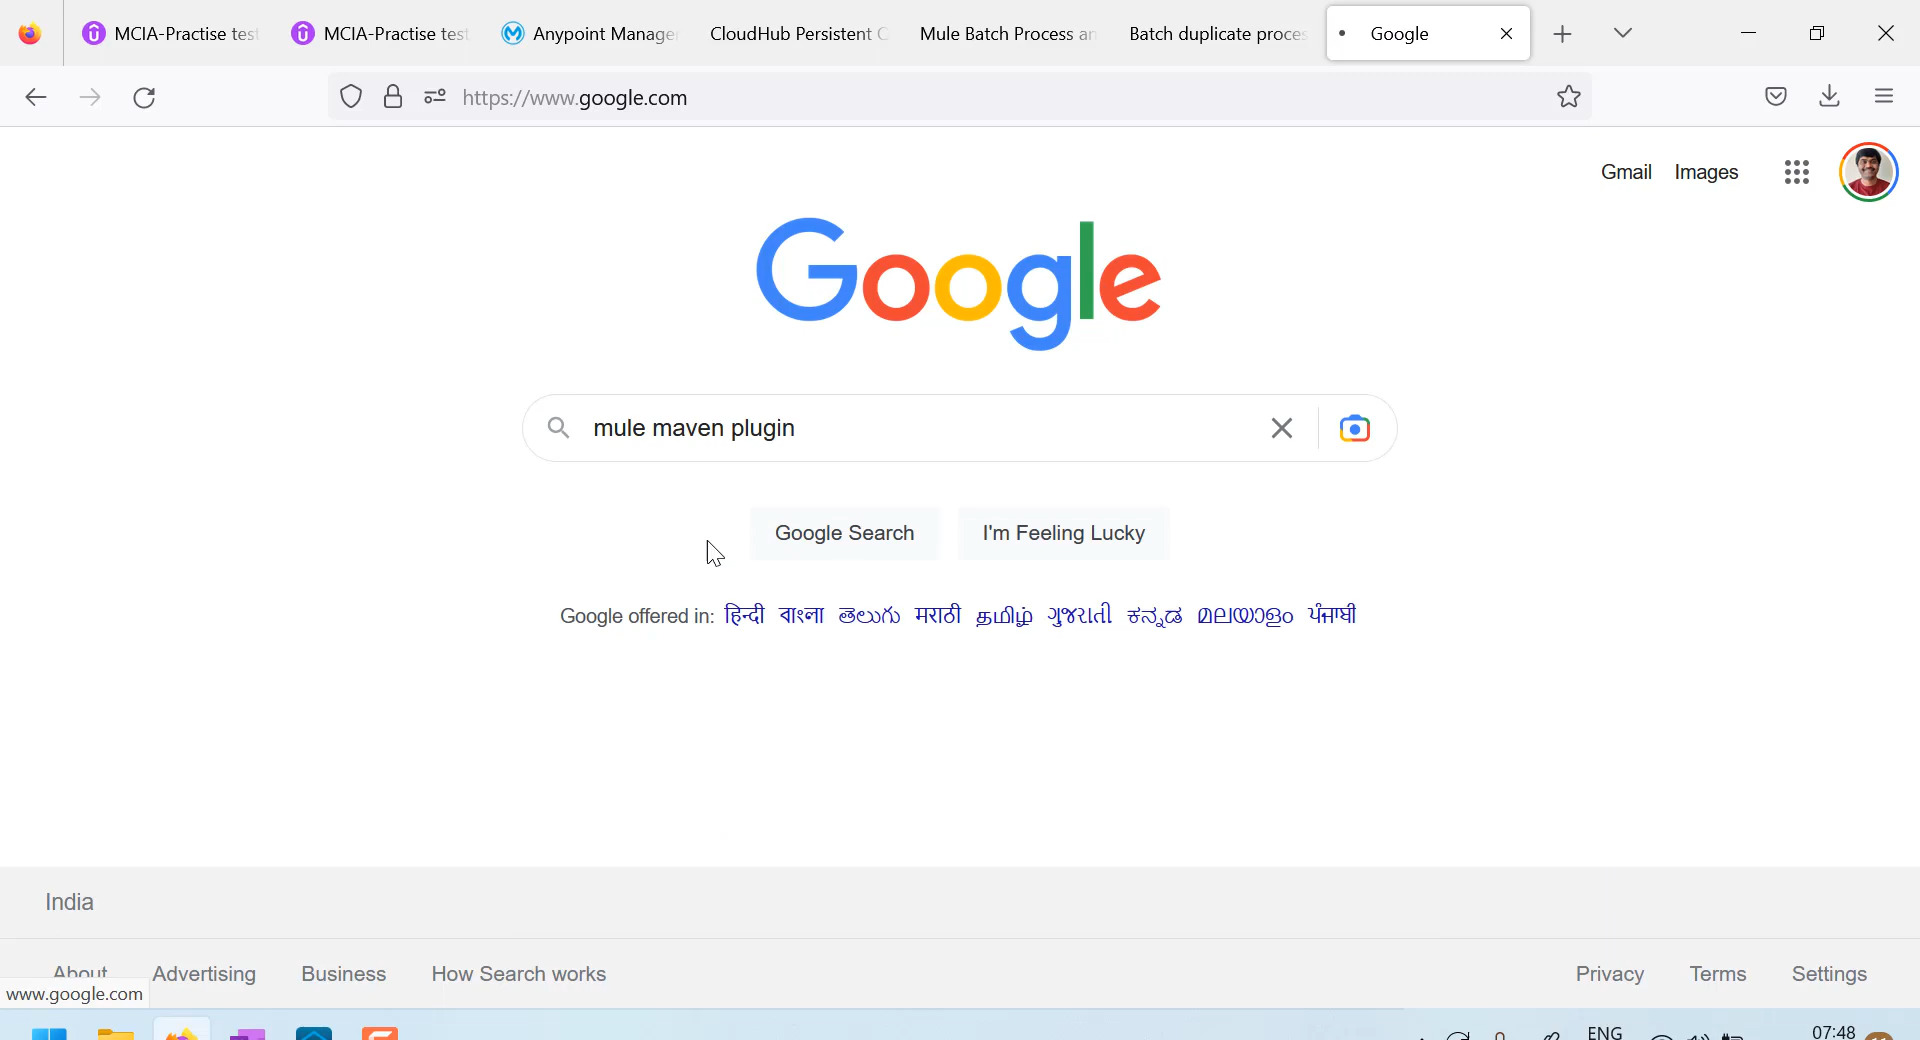 MCIA-Practise test
MCIA-Practise test
Anypoint Manage
CloudHub Persistent
Mule Batch Process an
Batch duplicate proces
Google
https://www.google.com
Gmail
Images
Google
mule maven plugin
Google Search
I'm Feeling Lucky
Google offered in: हिन्दी বাংলা తెలుగు मराठी தமிழ் ગુજરાતી ಕನ್ನಡ മലയാളം ਪੰਜਾਬੀ
India
About Advertising Business How Search works
Privacy Terms Settings
www.google.com
ENG
07:48